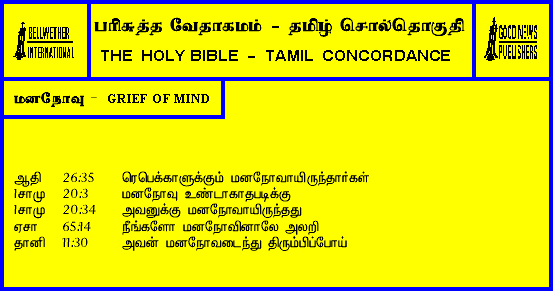 BELLWETHER
INTERNATIONAL
பரிசுத்த வேதாகமம் - தமிழ் சொல்தொகுதி
THE HOLY BIBLE - TAMIL CONCORDANCE
GOOD NEWS
PUBLISHERS
மனநோவு - GRIEF OF MIND
ஆதி 26:35 ரெபெக்காளுக்கும் மனநோவாயிருந்தார்கள்
1சாமு 20:3 மனநோவு உண்டாகாதபடிக்கு
1சாமு 20:34 அவனுக்கு மனநோவாயிருந்தது
ஏசா 65:14 நீங்களோ மனநோவினாலே அலறி
தானி 11:30 அவன் மனநோவடைந்து திரும்பிப்போய்